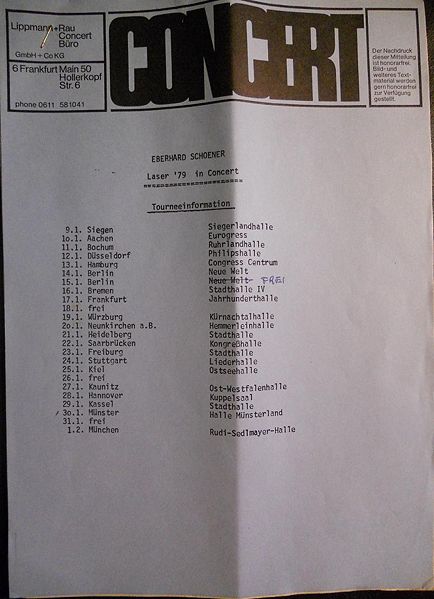 Lippmann+Rau
Concert
Büro
GmbH + Co KG
6 Frankfurt Main 50
Hollerkopf
Str. 6
phone 0611 581041
CONCERT
Der Nachdruck
dieser Mitteilung
ist honorarfrei.
Bild- und
weiteres Text-
material werden
gern honorarfrei
zur Verfügung
gestellt.
EBERHARD SCHOENER
Laser '79 in Concert
Tourneeinformation
9.1. Siegen Siegerlandhalle
1o.1. Aachen Eurogress
11.1. Bochum Ruhrlandhalle
12.1. Düsseldorf Philipshalle
13.1. Hamburg Congress Centrum
14.1. Berlin Neue Welt
15.1. Berlin Neue Welt FREI
16.1. Bremen Stadthalle IV
17.1. Frankfurt Jahrhunderthalle
18.1. frei
19.1. Würzburg Kürnachtalhalle
2o.1. Neunkirchen a.B. Hemmerleinhalle
21.1. Heidelberg Stadthalle
22.1. Saarbrücken Kongreßhalle
23.1. Freiburg Stadthalle
24.1. Stuttgart Liederhalle
25.1. Kiel Ostseehalle
26.1. frei
27.1. Kaunitz Ost-Westfalenhalle
28.1. Hannover Kuppelsaal
29.1. Kassel Stadthalle
3o.1. Münster Halle Münsterland
31.1. frei
1.2. München Rudi-Sedlmayer-Halle